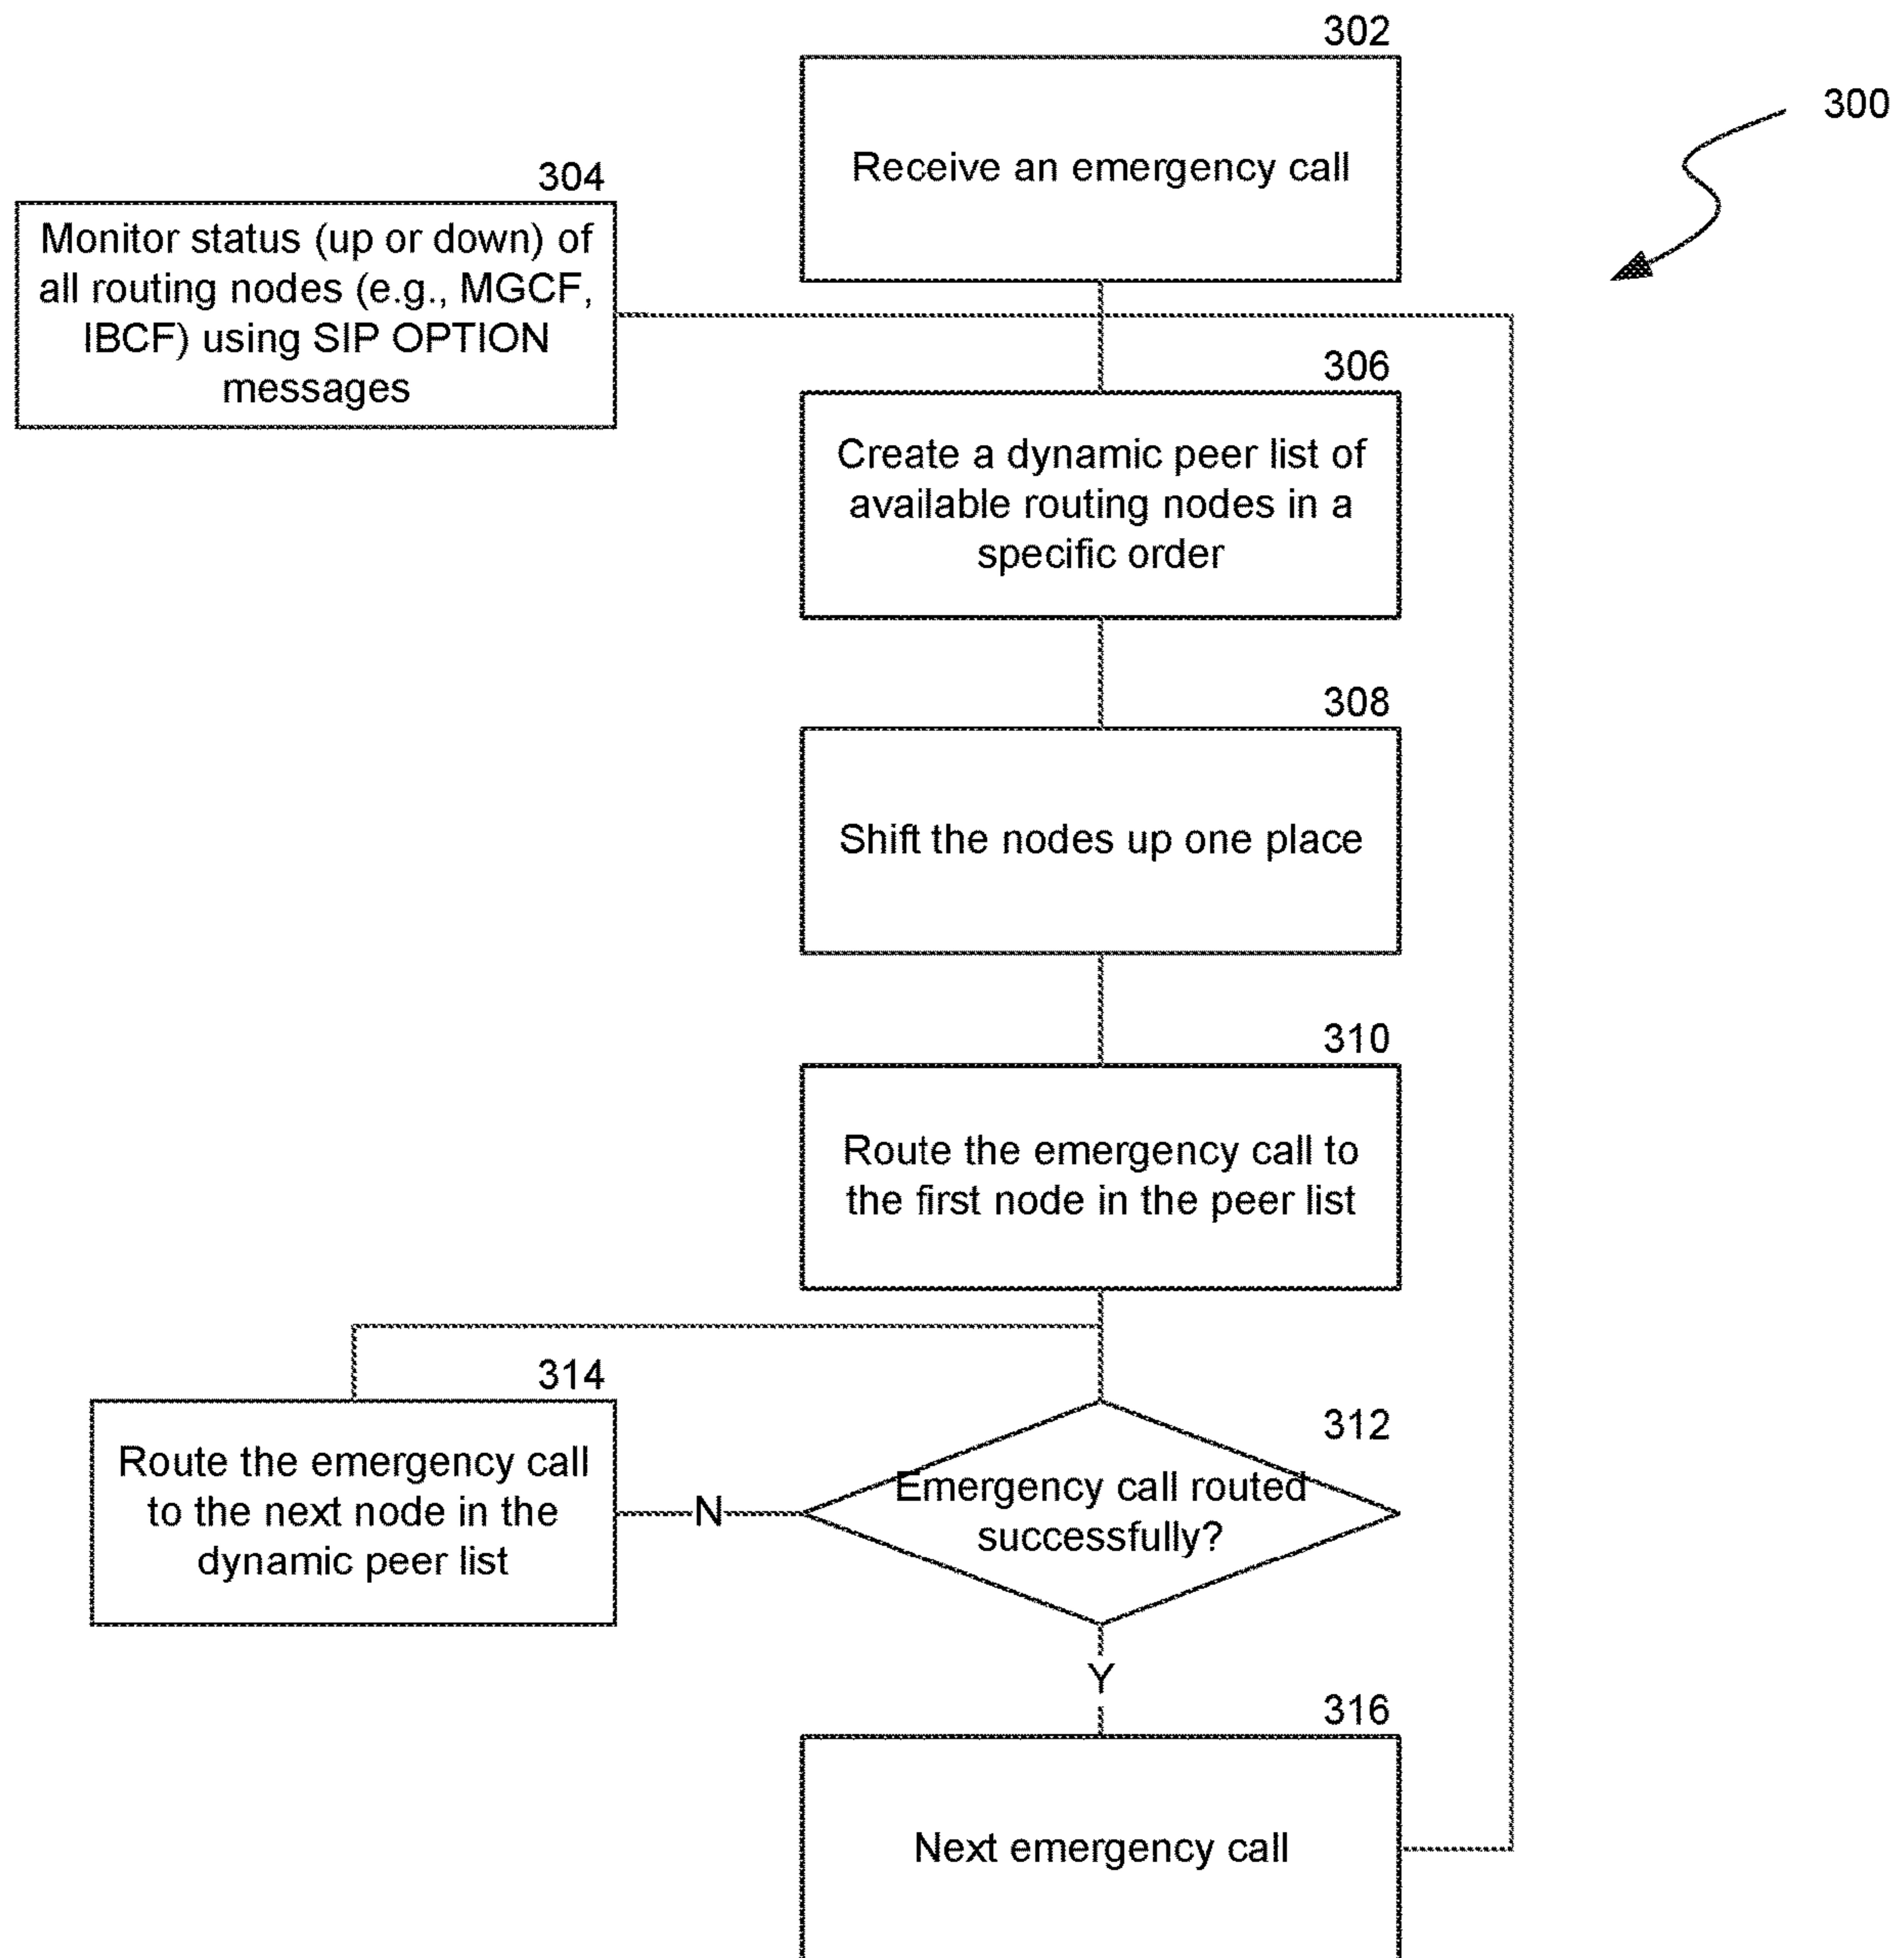 302
Receive an emergency call
300
304
Monitor status (up or down) of
all routing nodes (e.g., MGCF,
IBCF) using SIP OPTION
messages
306
Create a dynamic peer list of
available routing nodes in a
specific order
308
Shift the nodes up one place
310
Route the emergency call to
the first node in the peer list
314
Route the emergency call
to the next node in the
dynamic peer list
N
312
Emergency call routed
successfully?
Y
316
Next emergency call